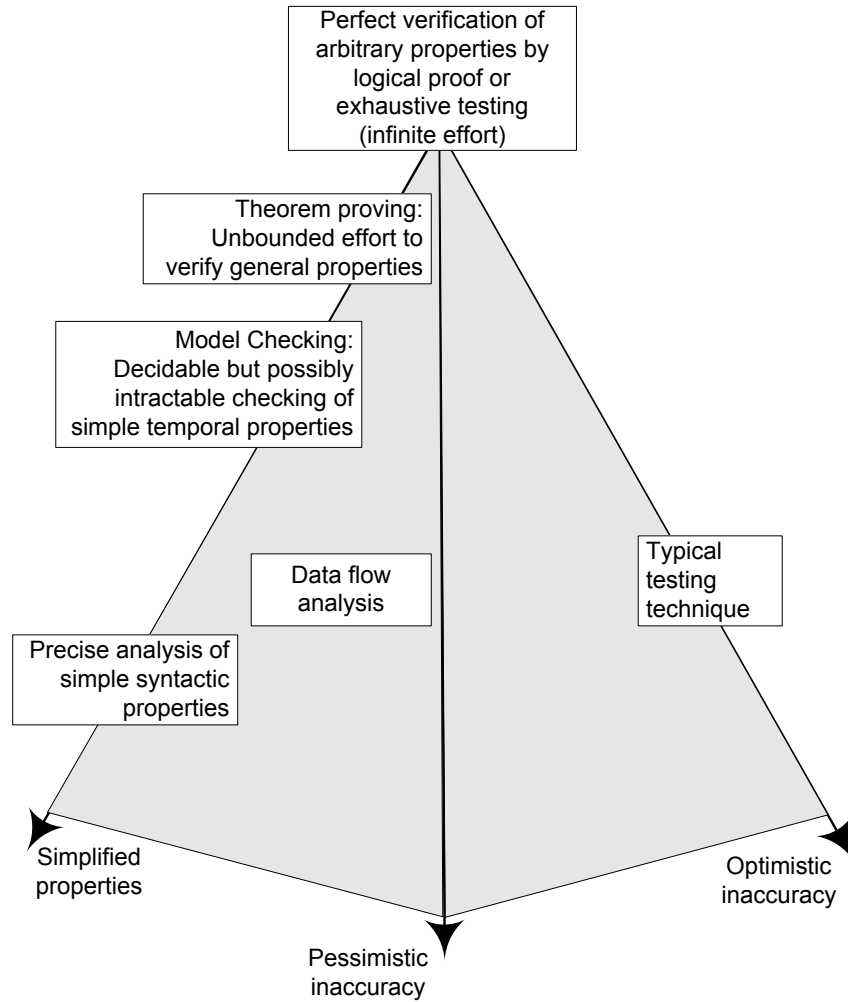 Perfect verification of
arbitrary properties by
logical proof or
exhaustive testing
(infinite effort)
Theorem proving:
Unbounded effort to
verify general properties
Model Checking:
Decidable but possibly
intractable checking of
simple temporal properties
Data flow
analysis
Typical
testing
technique
Precise analysis of
simple syntactic
properties
Simplified
properties
Optimistic
inaccuracy
Pessimistic
inaccuracy